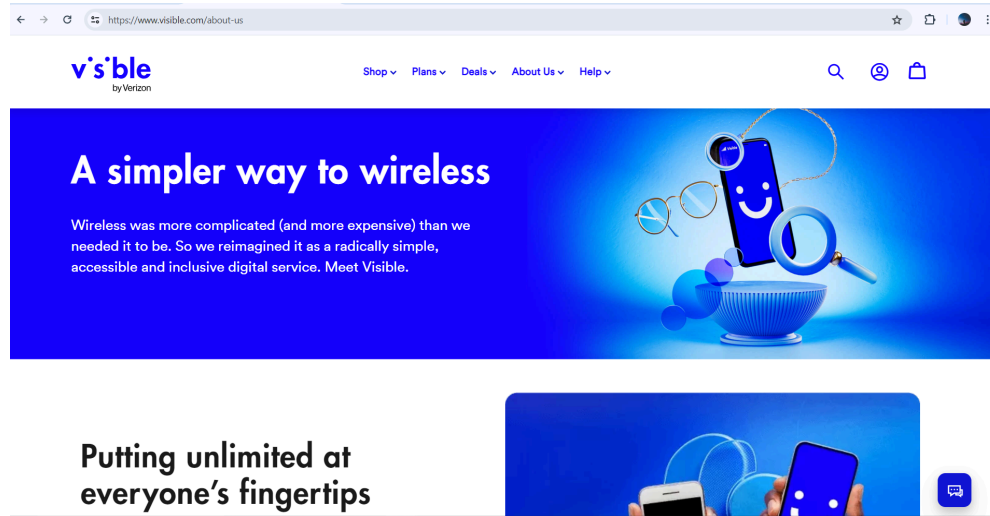 https://www.visible.com/about-us
v's'ble
by Verizon
Shop Plans Deals About Us Help
A simpler way to wireless
Wireless was more complicated (and more expensive) than we
needed it to be. So we reimagined it as a radically simple,
accessible and inclusive digital service. Meet Visible.
Visible
Putting unlimited at
everyone's fingertips